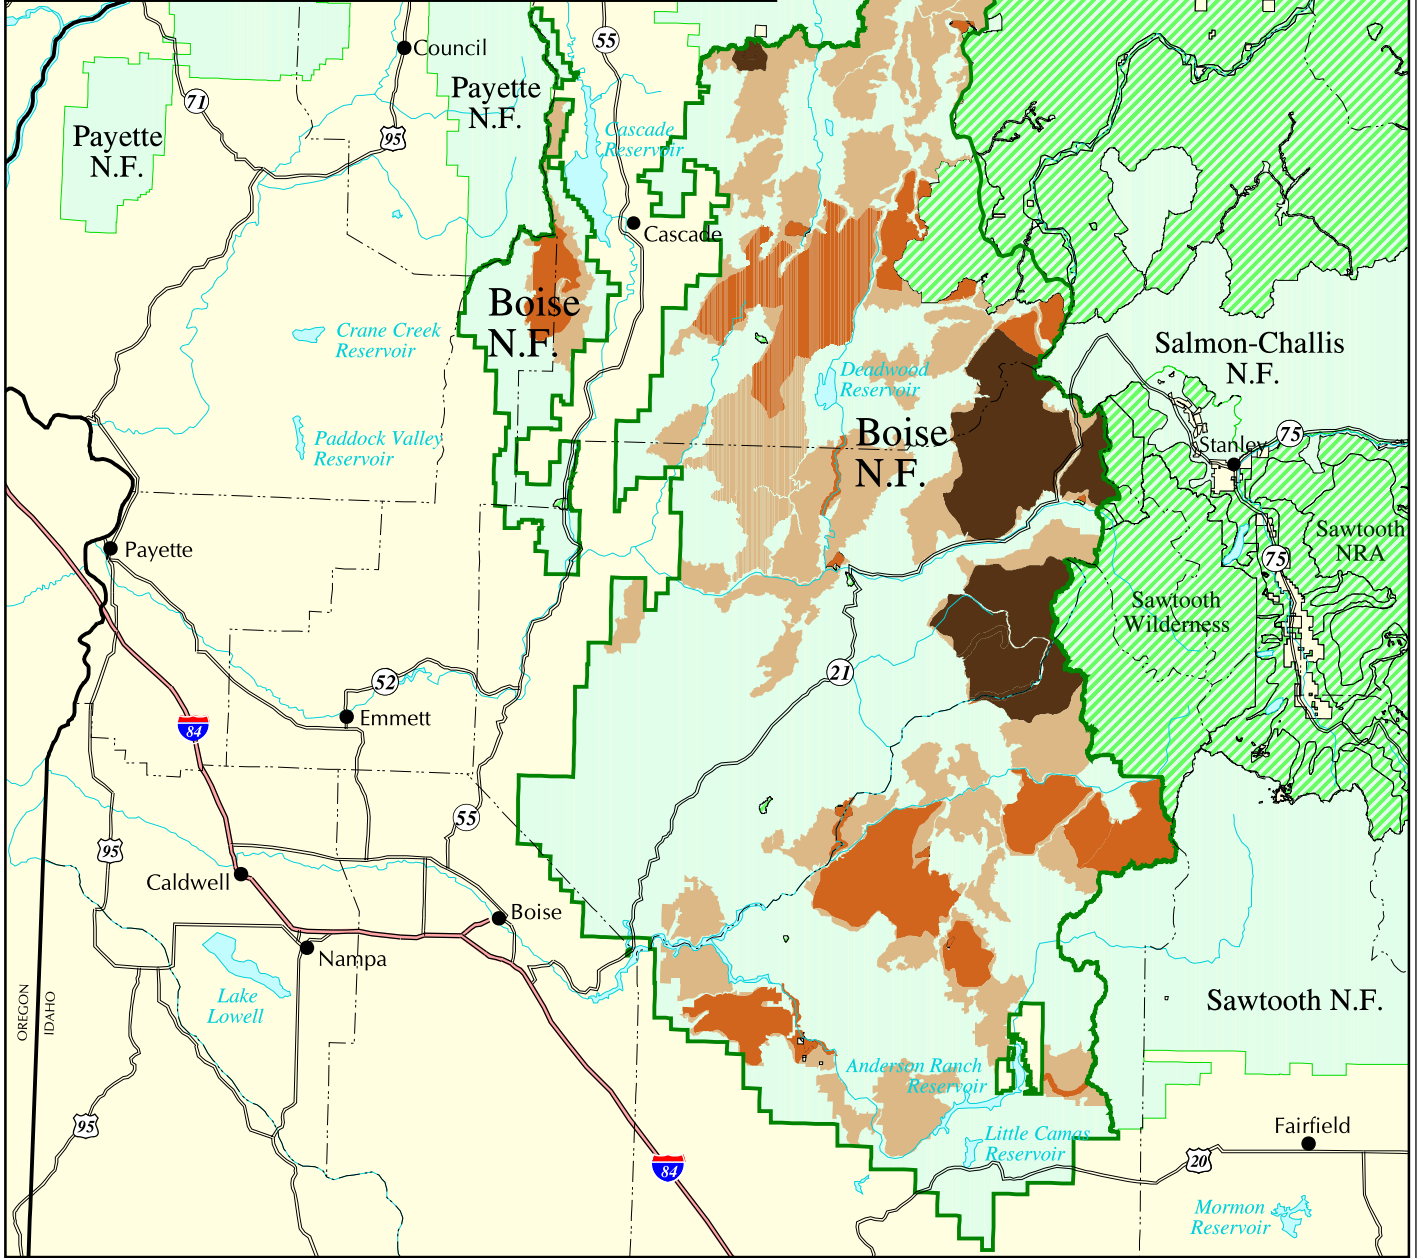 Council
55
Payette
N.F.
71
95
Payette
N.F.
Cascade
Reservoir
Cascade
Boise
N.F.
Crane Creek
Reservoir
Salmon-Challis
N.F.
Deadwood
Reservoir
Paddock Valley
Reservoir
Boise
N.F.
Stanley
75
Sawtooth
NRA
75
Payette
Sawtooth
Wilderness
21
52
Emmett
84
55
95
Caldwell
Boise
Nampa
Lake
Lowell
OREGON
IDAHO
Sawtooth N.F.
Anderson Ranch
Reservoir
95
Little Camas
Reservoir
Fairfield
84
20
Mormon
Reservoir